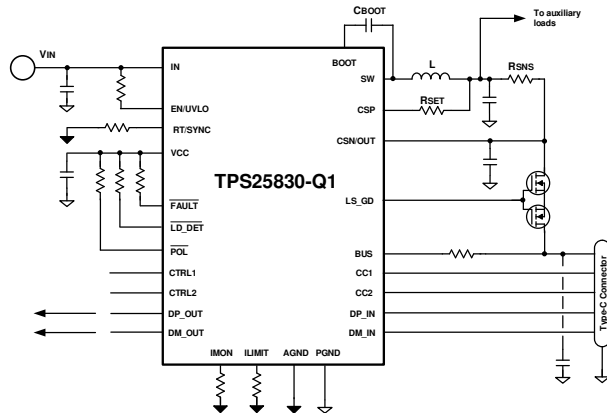 CBOOT
To auxiliary
loads
VIN
IN
BOOT
SW
L
RSNS
CSP
RSET
EN/UVLO
RT/SYNC
CSN/OUT
VCC
TPS25830-Q1
LS_GD
FAULT
LD_DET
POL
BUS
CTRL1
CC1
CTRL2
CC2
DP_OUT
DP_IN
DM_OUT
DM_IN
Type-C Connector
IMON
ILIMIT
AGND
PGND